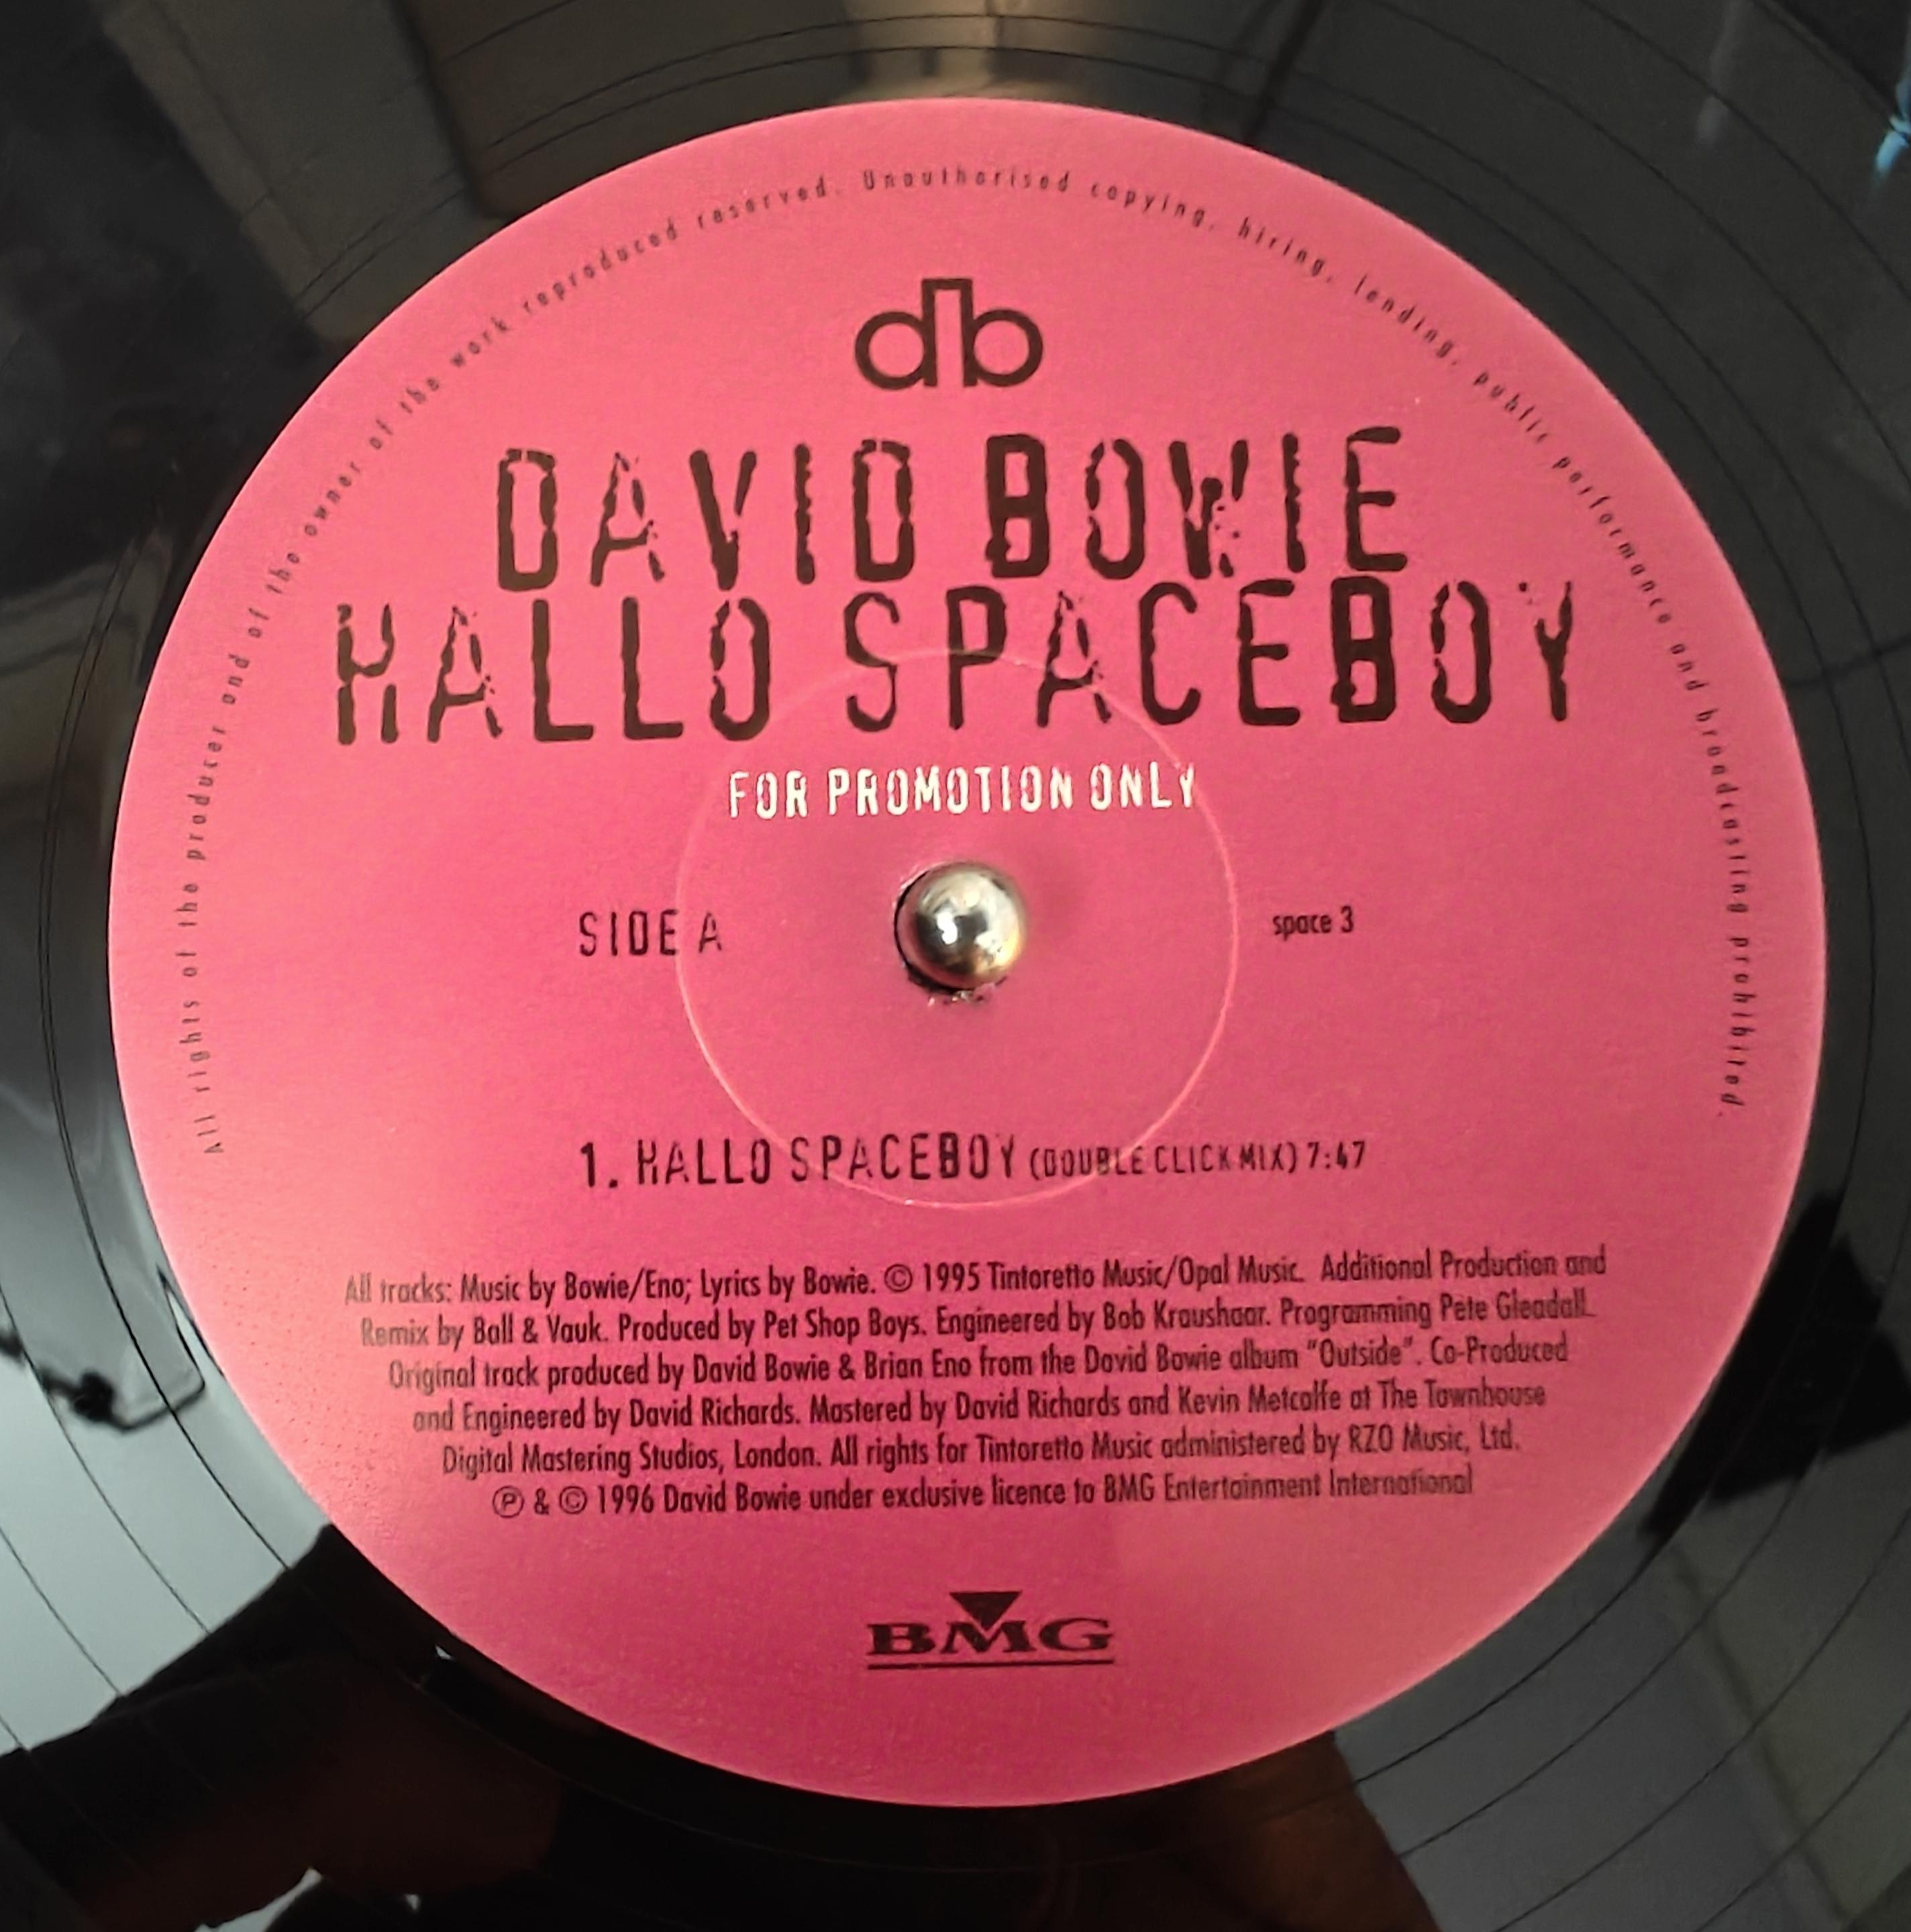 All rights of the producer and of the owner of the work reproduced reserved. Unauthorised copying, hiring, lending, public performance and broadcasting prohibited.
db
DAVID BOWIE
HALLO SPACEBOY
FOR PROMOTION ONLY
SIDE A
space 3
1. HALLO SPACEBOY (DOUBLE CLICK MIX) 7:47
All tracks: Music by Bowie/Eno; Lyrics by Bowie. © 1995 Tintoretto Music/Opal Music. Additional Production and
Remix by Ball & Vauk. Produced by Pet Shop Boys. Engineered by Bob Kraushaar. Programming Pete Gleadall.
Original track produced by David Bowie & Brian Eno from the David Bowie album "Outside". Co-Produced
and Engineered by David Richards. Mastered by David Richards and Kevin Metcalfe at The Townhouse
Digital Mastering Studios, London. All rights for Tintoretto Music administered by RZO Music, Ltd.
℗ & © 1996 David Bowie under exclusive licence to BMG Entertainment International
BMG